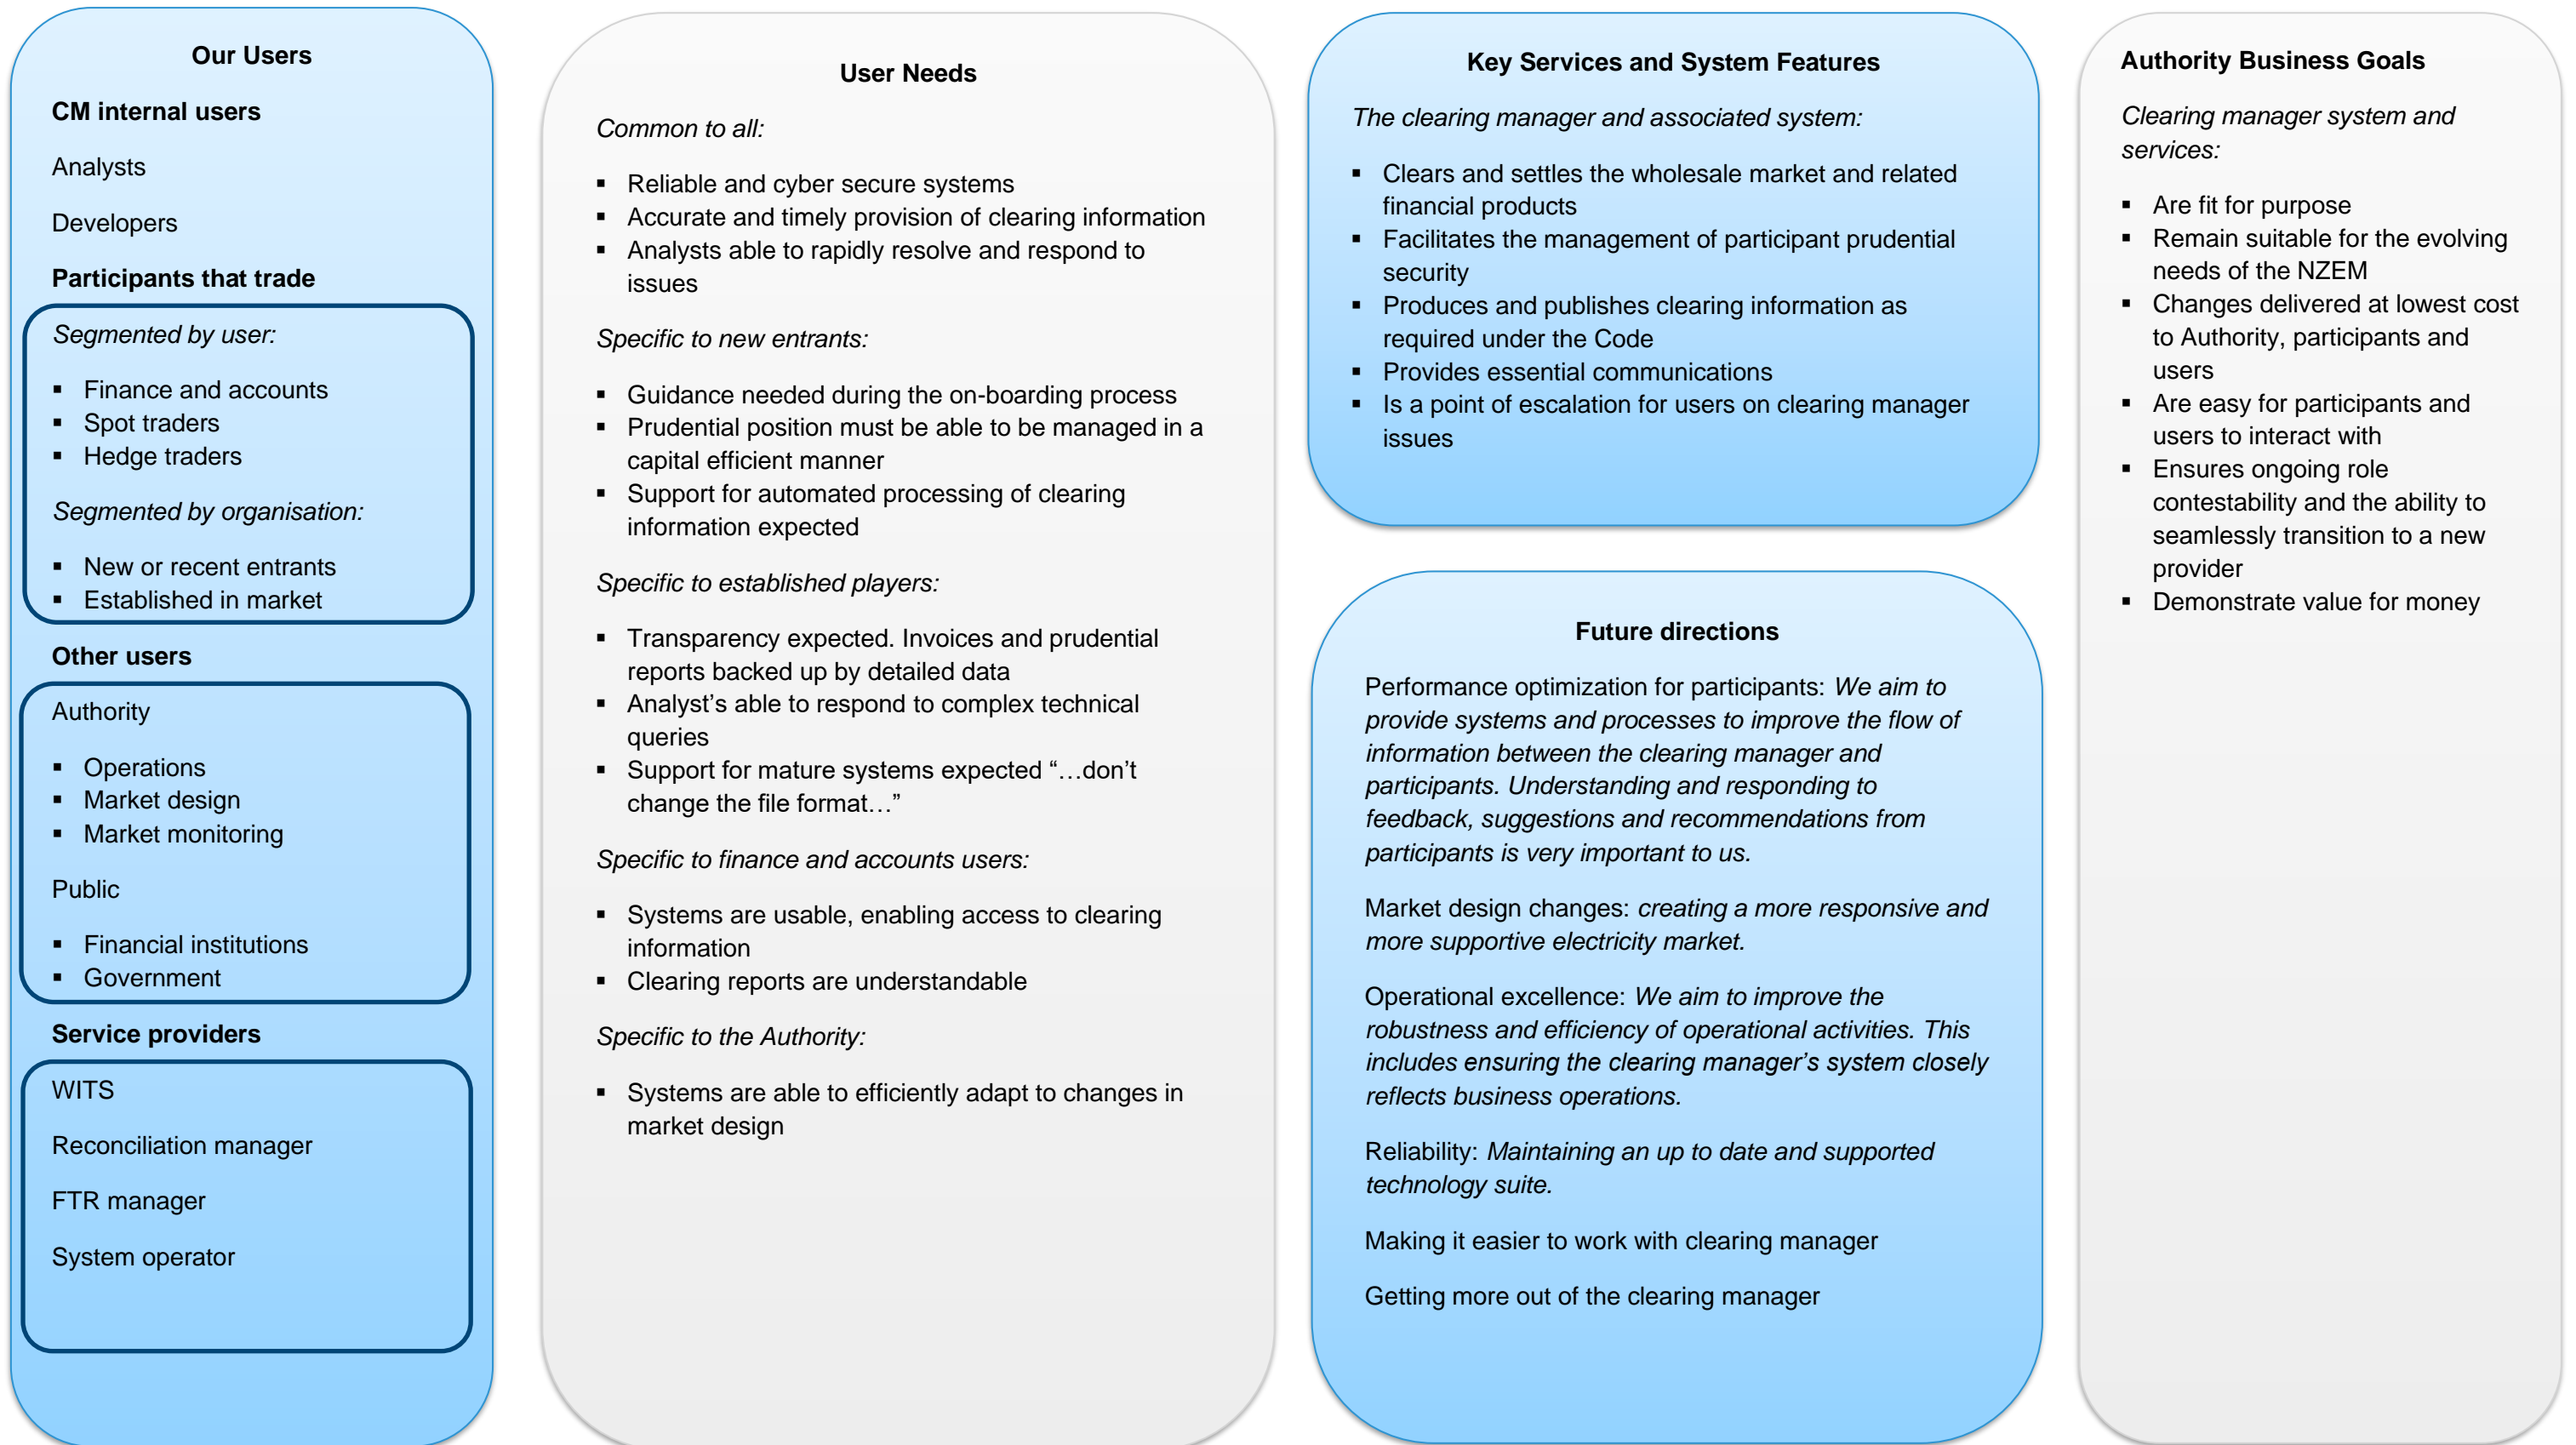 Our Users
CM internal users
Analysts
Developers
Participants that trade
Segmented by user:
▪ Finance and accounts
▪ Spot traders
▪ Hedge traders
Segmented by organisation:
▪ New or recent entrants
▪ Established in market
Other users
Authority
▪ Operations
▪ Market design
▪ Market monitoring
Public
▪ Financial institutions
▪ Government
Service providers
WITS
Reconciliation manager
FTR manager
System operator
User Needs
Common to all:
▪ Reliable and cyber secure systems
▪ Accurate and timely provision of clearing information
▪ Analysts able to rapidly resolve and respond to
issues
Specific to new entrants:
▪ Guidance needed during the on-boarding process
▪ Prudential position must be able to be managed in a
capital efficient manner
▪ Support for automated processing of clearing
information expected
Specific to established players:
▪ Transparency expected. Invoices and prudential
reports backed up by detailed data
▪ Analyst’s able to respond to complex technical
queries
▪ Support for mature systems expected “…don’t
change the file format…”
Specific to finance and accounts users:
▪ Systems are usable, enabling access to clearing
information
▪ Clearing reports are understandable
Specific to the Authority:
▪ Systems are able to efficiently adapt to changes in
market design
Key Services and System Features
The clearing manager and associated system:
▪ Clears and settles the wholesale market and related
financial products
▪ Facilitates the management of participant prudential
security
▪ Produces and publishes clearing information as
required under the Code
▪ Provides essential communications
▪ Is a point of escalation for users on clearing manager
issues
Future directions
Performance optimization for participants: We aim to
provide systems and processes to improve the flow of
information between the clearing manager and
participants. Understanding and responding to
feedback, suggestions and recommendations from
participants is very important to us.
Market design changes: creating a more responsive and
more supportive electricity market.
Operational excellence: We aim to improve the
robustness and efficiency of operational activities. This
includes ensuring the clearing manager’s system closely
reflects business operations.
Reliability: Maintaining an up to date and supported
technology suite.
Making it easier to work with clearing manager
Getting more out of the clearing manager
Authority Business Goals
Clearing manager system and
services:
▪ Are fit for purpose
▪ Remain suitable for the evolving
needs of the NZEM
▪ Changes delivered at lowest cost
to Authority, participants and
users
▪ Are easy for participants and
users to interact with
▪ Ensures ongoing role
contestability and the ability to
seamlessly transition to a new
provider
▪ Demonstrate value for money